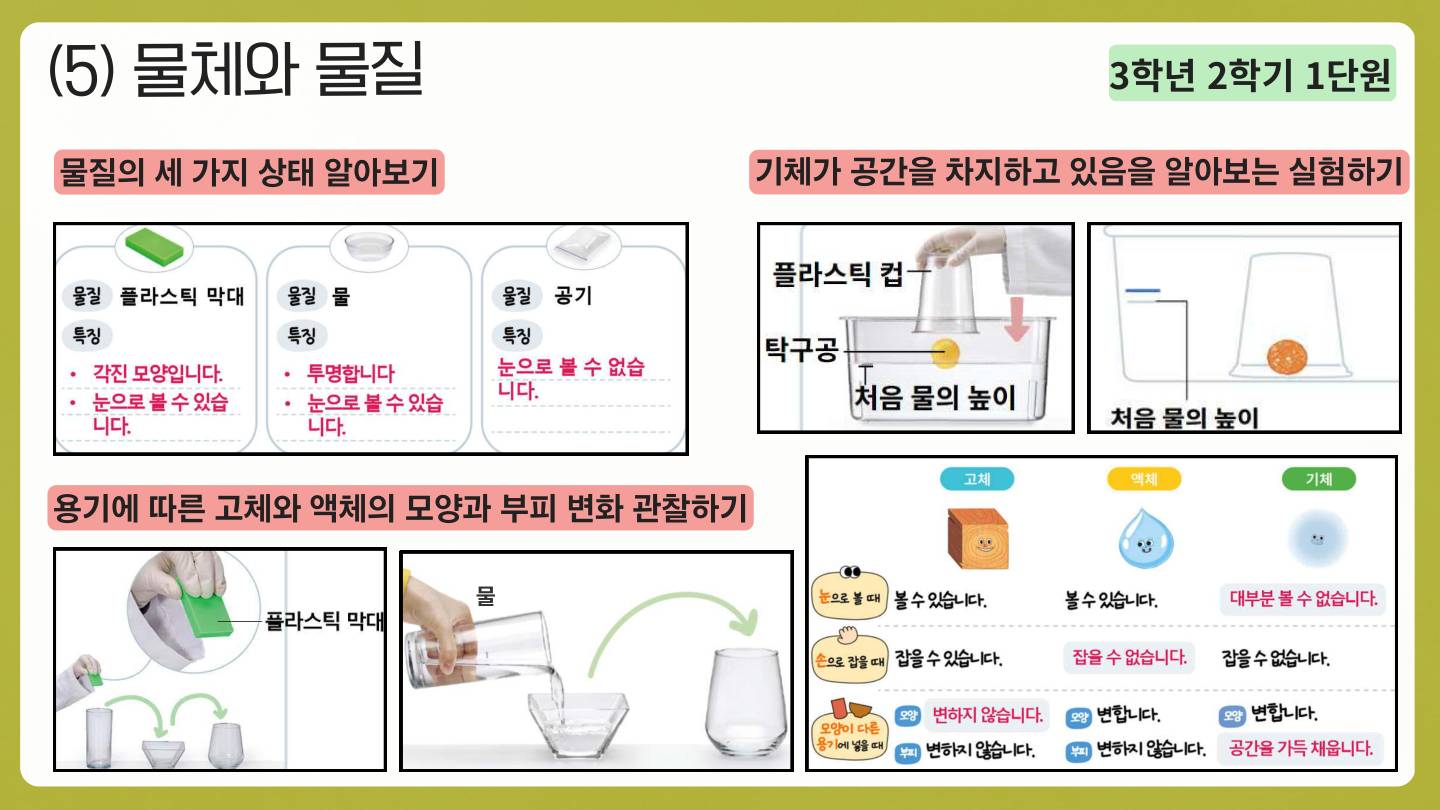 (5) 물체와 물질
3학년 2학기 1단원
물질의 세 가지 상태 알아보기
물질 플라스틱 막대
특징
• 각진 모양입니다.
• 눈으로 볼 수 있습
니다.
물질 물
특징
• 투명합니다
• 눈으로 볼 수 있습
니다.
물질 공기
특징
눈으로 볼 수 없습
니다.
기체가 공간을 차지하고 있음을 알아보는 실험하기
플라스틱 컵
탁구공
처음 물의 높이
처음 물의 높이
용기에 따른 고체와 액체의 모양과 부피 변화 관찰하기
플라스틱 막대
물
고체 액체 기체
눈으로 볼 때 볼 수 있습니다. 볼 수 있습니다. 대부분 볼 수 없습니다.
손으로 잡을 때 잡을 수 있습니다. 잡을 수 없습니다. 잡을 수 없습니다.
모양이 다른
용기에 넣을 때
모양 변하지 않습니다. 모양 변합니다. 모양 변합니다.
부피 변하지 않습니다. 부피 변하지 않습니다. 공간을 가득 채웁니다.